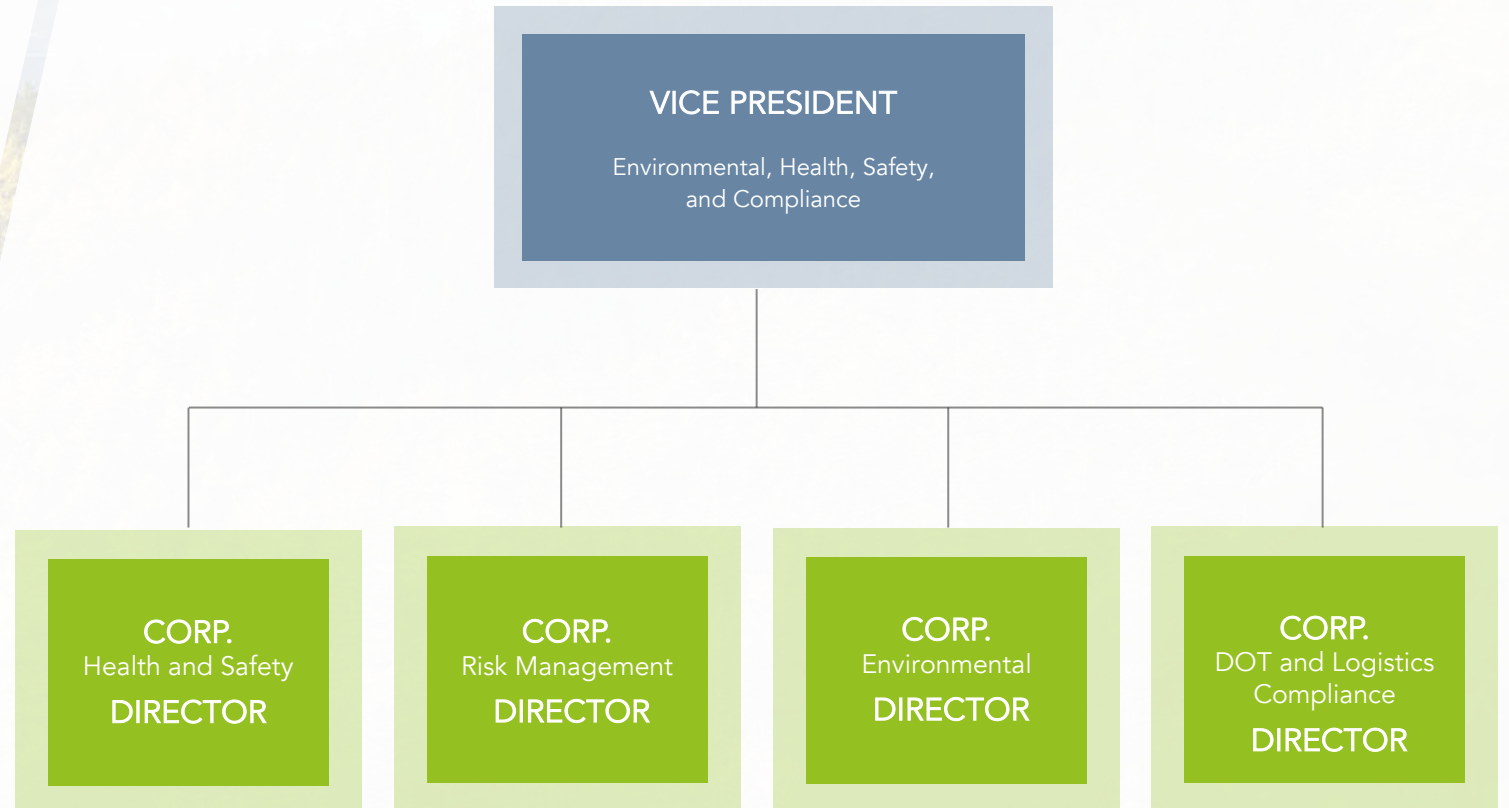 VICE PRESIDENT
Environmental, Health, Safety,
and Compliance
CORP.
Health and Safety
DIRECTOR
CORP.
Risk Management
DIRECTOR
CORP.
Environmental
DIRECTOR
CORP.
DOT and Logistics
Compliance
DIRECTOR